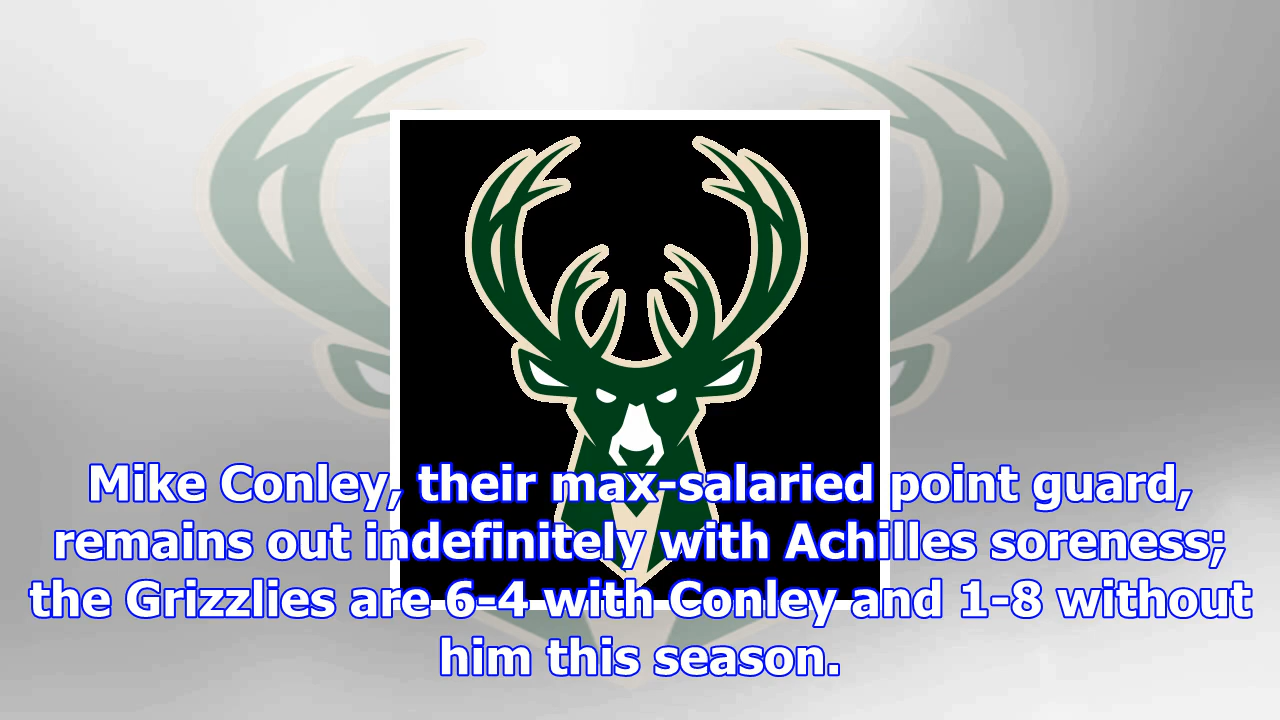 Mike Conley, their max-salaried point guard,
remains out indefinitely with Achilles soreness;
the Grizzlies are 6-4 with Conley and 1-8 without
him this season.